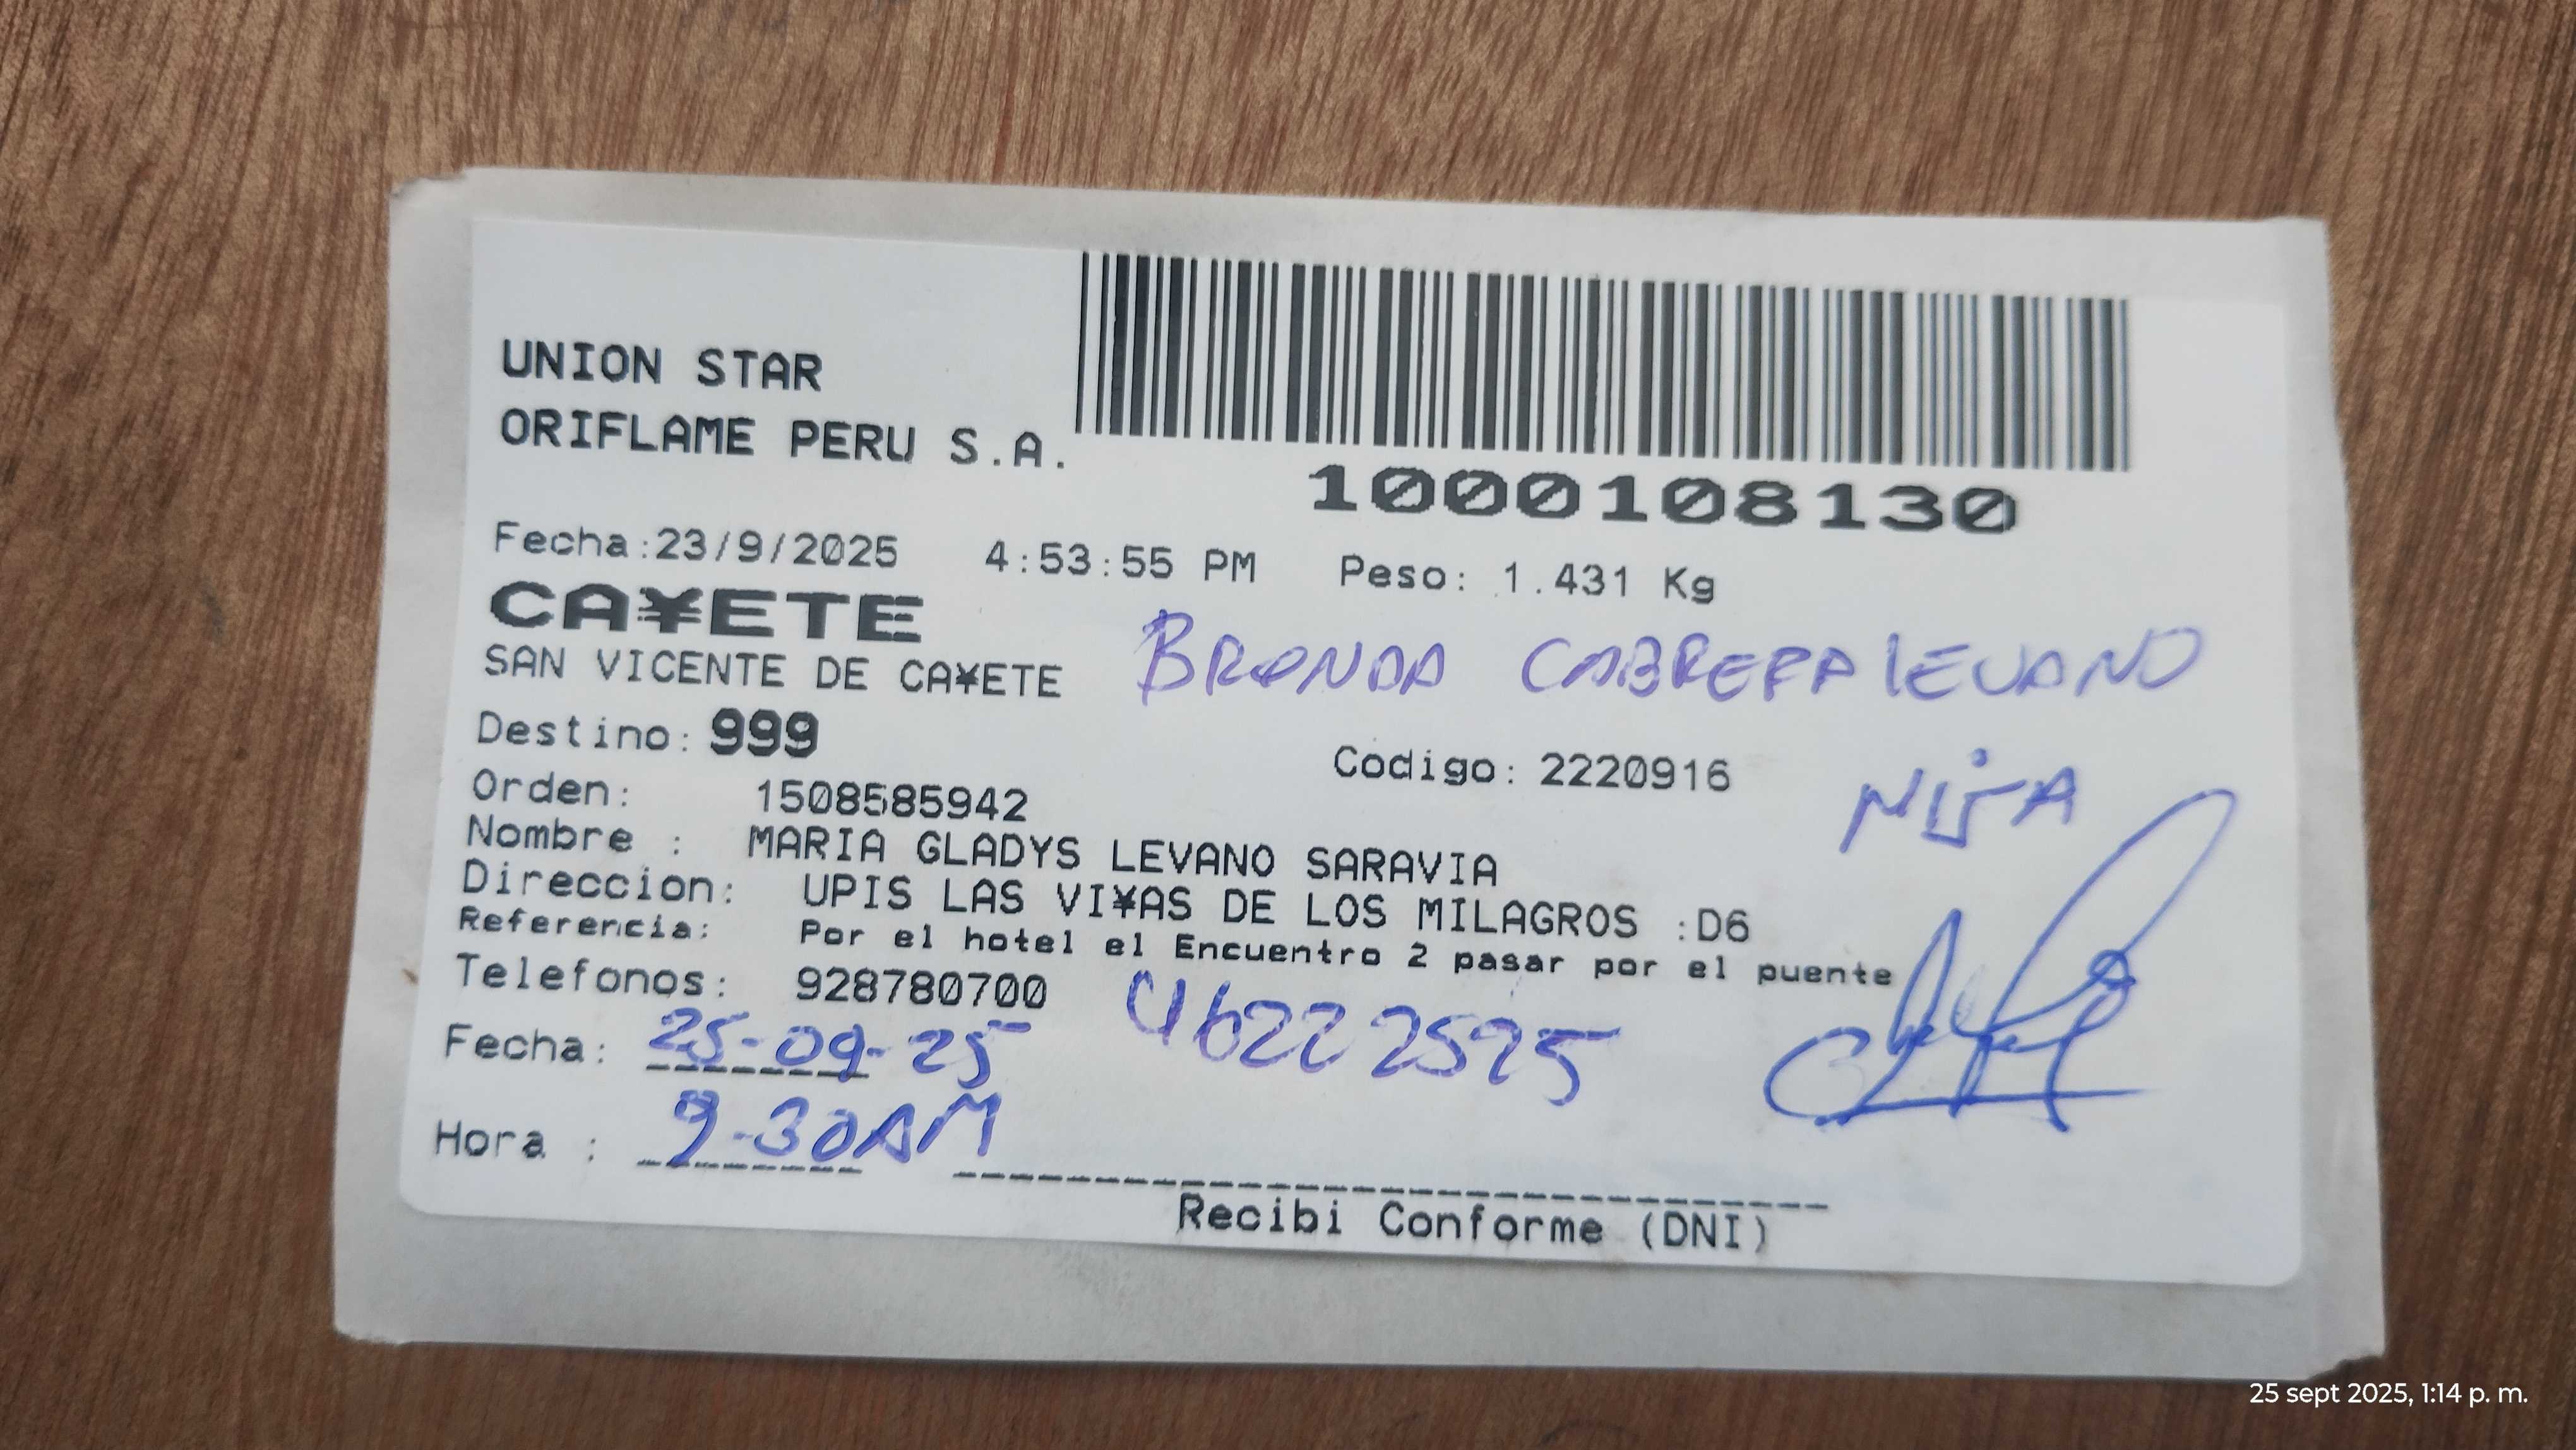 UNION STAR
ORIFLAME PERU S.A.
1000108130
Fecha:23/9/2025 4:53:55 PM Peso: 1.431 Kg
CA¥ETE
SAN VICENTE DE CA¥ETE
BRENDA CABRERA LEVANO
Destino: 999
Codigo: 2220916
HIJA
Orden: 1508585942
Nombre : MARIA GLADYS LEVANO SARAVIA
Direccion: UPIS LAS VI¥AS DE LOS MILAGROS :D6
Referencia: Por el hotel el Encuentro 2 pasar por el puente
Telefonos: 928780700
46222525
Fecha: 25-09-25
Hora : 9-30AM
Recibi Conforme (DNI)
25 sept 2025, 1:14 p. m.